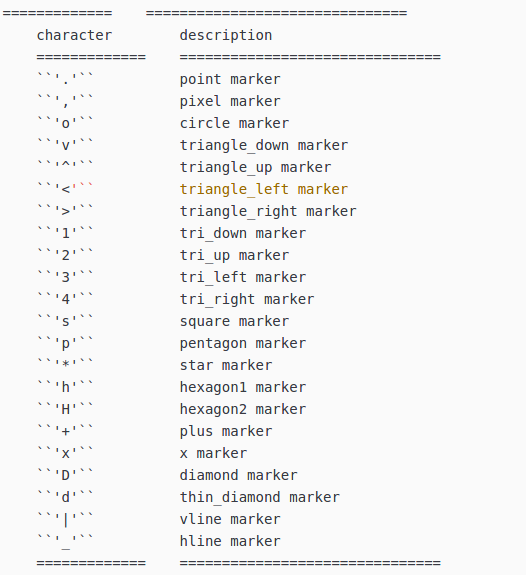 =============    ===============================
    character        description
    =============    ===============================
    ``'.'``          point marker
    ``','``          pixel marker
    ``'o'``          circle marker
    ``'v'``          triangle_down marker
    ``'^'``          triangle_up marker
    ``'<'``          triangle_left marker
    ``'>'``          triangle_right marker
    ``'1'``          tri_down marker
    ``'2'``          tri_up marker
    ``'3'``          tri_left marker
    ``'4'``          tri_right marker
    ``'s'``          square marker
    ``'p'``          pentagon marker
    ``'*'``          star marker
    ``'h'``          hexagon1 marker
    ``'H'``          hexagon2 marker
    ``'+'``          plus marker
    ``'x'``          x marker
    ``'D'``          diamond marker
    ``'d'``          thin_diamond marker
    ``'|'``          vline marker
    ``'_'``          hline marker
    =============    ===============================